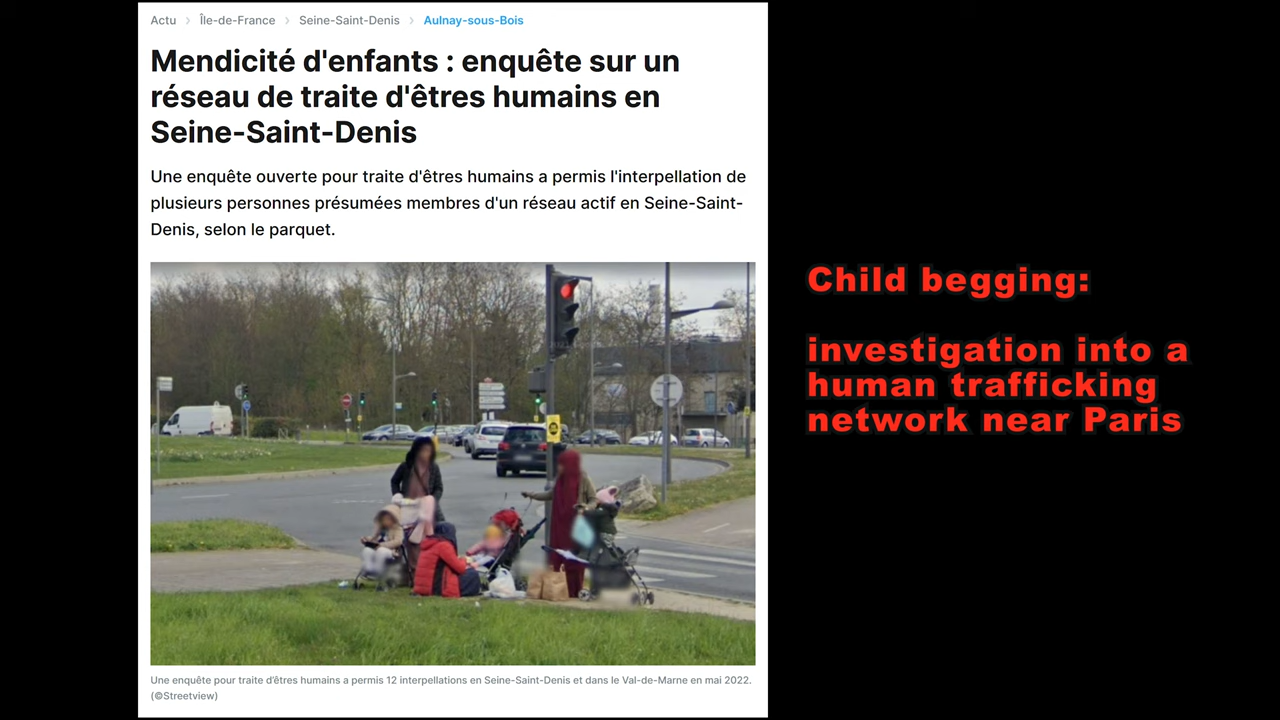 Actu > Île-de-France > Seine-Saint-Denis > Aulnay-sous-Bois
Mendicité d'enfants : enquête sur un
réseau de traite d'êtres humains en
Seine-Saint-Denis
Une enquête ouverte pour traite d'êtres humains a permis l'interpellation de
plusieurs personnes présumées membres d'un réseau actif en Seine-Saint-
Denis, selon le parquet.
Une enquête pour traite d'êtres humains a permis 12 interpellations en Seine-Saint-Denis et dans le Val-de-Marne en mai 2022.
(©Streetview)
Child begging:
investigation into a
human trafficking
network near Paris